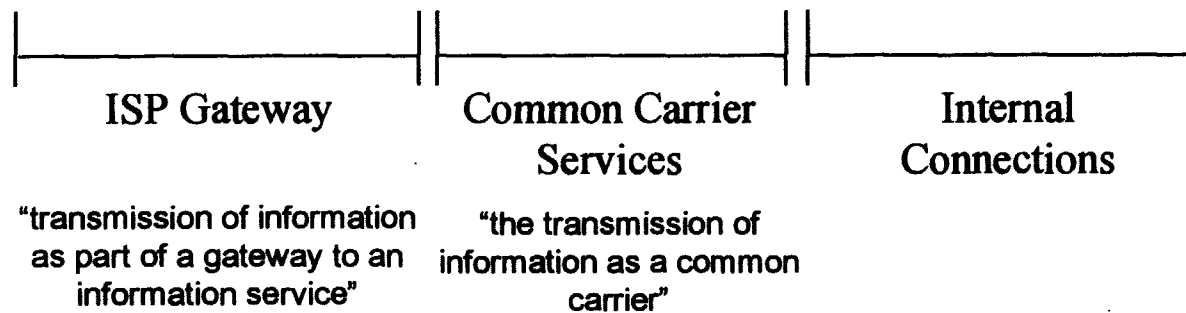 ISP Gateway
"transmission of information
as part of a gateway to an
information service"
Common Carrier
Services
"the transmission of
information as a common
carrier"
Internal
Connections